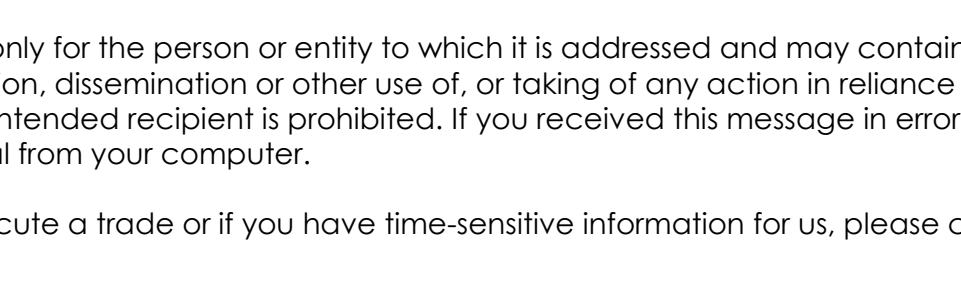 only for the person or entity to which it is addressed and may contain
ion, dissemination or other use of, or taking of any action in reliance
ntended recipient is prohibited. If you received this message in error
l from your computer.
cute a trade or if you have time-sensitive information for us, please